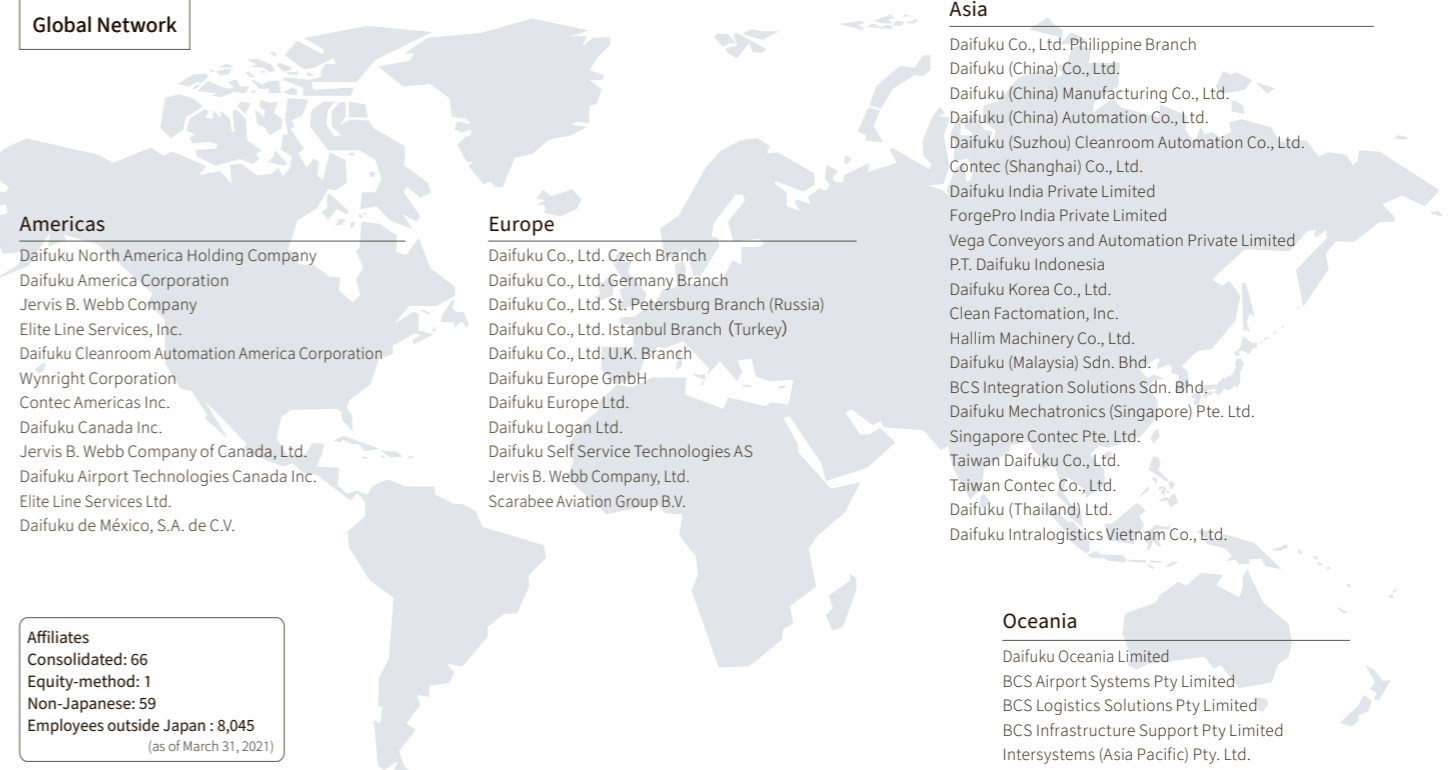 Global Network
Americas
Daifuku North America Holding Company
Daifuku America Corporation
Jervis B. Webb Company
Elite Line Services, Inc.
Daifuku Cleanroom Automation America Corporation
Wynright Corporation
Contec Americas Inc.
Daifuku Canada Inc.
Jervis B. Webb Company of Canada, Ltd.
Daifuku Airport Technologies Canada Inc.
Elite Line Services Ltd.
Daifuku de México, S.A. de C.V.
Europe
Daifuku Co., Ltd. Czech Branch
Daifuku Co., Ltd. Germany Branch
Daifuku Co., Ltd. St. Petersburg Branch (Russia)
Daifuku Co., Ltd. Istanbul Branch（Turkey）
Daifuku Co., Ltd. U.K. Branch
Daifuku Europe GmbH
Daifuku Europe Ltd.
Daifuku Logan Ltd.
Daifuku Self Service Technologies AS
Jervis B. Webb Company, Ltd.
Scarabee Aviation Group B.V.
Asia
Daifuku Co., Ltd. Philippine Branch
Daifuku (China) Co., Ltd.
Daifuku (China) Manufacturing Co., Ltd.
Daifuku (China) Automation Co., Ltd.
Daifuku (Suzhou) Cleanroom Automation Co., Ltd.
Contec (Shanghai) Co., Ltd.
Daifuku India Private Limited
ForgePro India Private Limited
Vega Conveyors and Automation Private Limited
P.T. Daifuku Indonesia
Daifuku Korea Co., Ltd.
Clean Factomation, Inc.
Hallim Machinery Co., Ltd.
Daifuku (Malaysia) Sdn. Bhd.
BCS Integration Solutions Sdn. Bhd.
Daifuku Mechatronics (Singapore) Pte. Ltd.
Singapore Contec Pte. Ltd.
Taiwan Daifuku Co., Ltd.
Taiwan Contec Co., Ltd.
Daifuku (Thailand) Ltd.
Daifuku Intralogistics Vietnam Co., Ltd.
Oceania
Daifuku Oceania Limited
BCS Airport Systems Pty Limited
BCS Logistics Solutions Pty Limited
BCS Infrastructure Support Pty Limited
Intersystems (Asia Pacific) Pty. Ltd.
Affiliates
Consolidated: 66
Equity-method: 1
Non-Japanese: 59
Employees outside Japan : 8,045
(as of March 31, 2021)